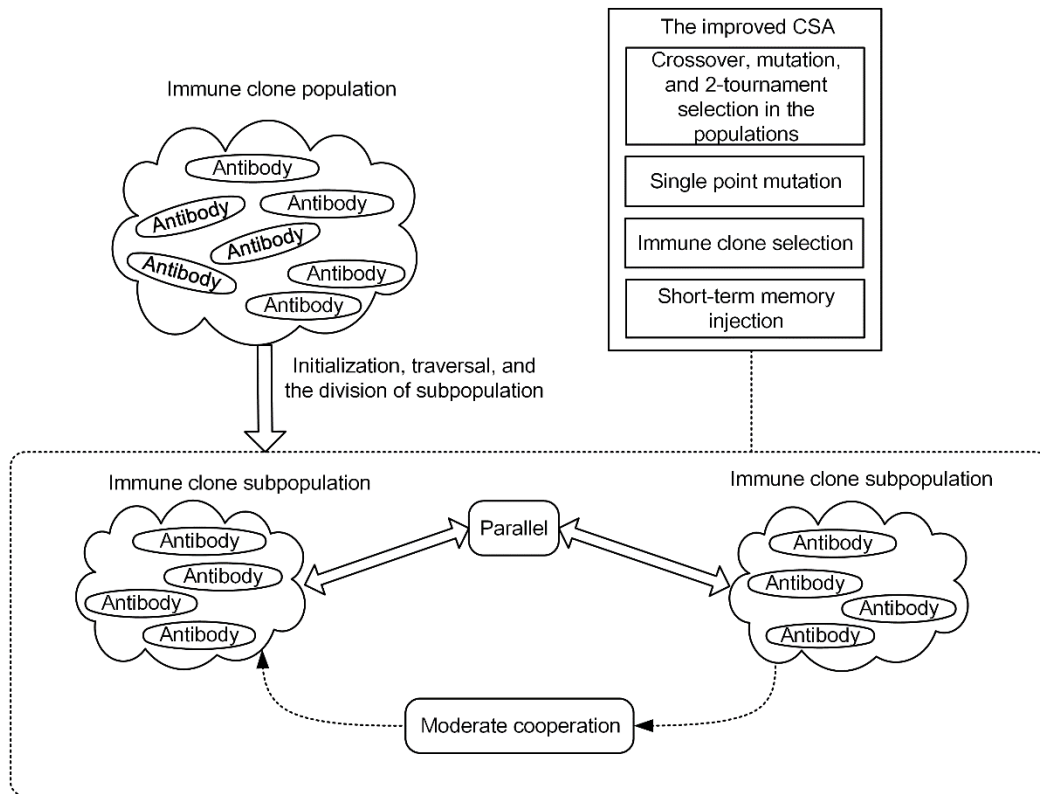 The improved CSA
Crossover, mutation,
and 2-tournament
selection in the
populations
Single point mutation
Immune clone selection
Short-term memory
injection
Immune clone population
Antibody
Antibody
Antibody
Antibody
Antibody
Antibody
Antibody
Initialization, traversal, and
the division of subpopulation
Immune clone subpopulation
Antibody
Antibody
Antibody
Antibody
Parallel
Immune clone subpopulation
Antibody
Antibody
Antibody
Antibody
Moderate cooperation